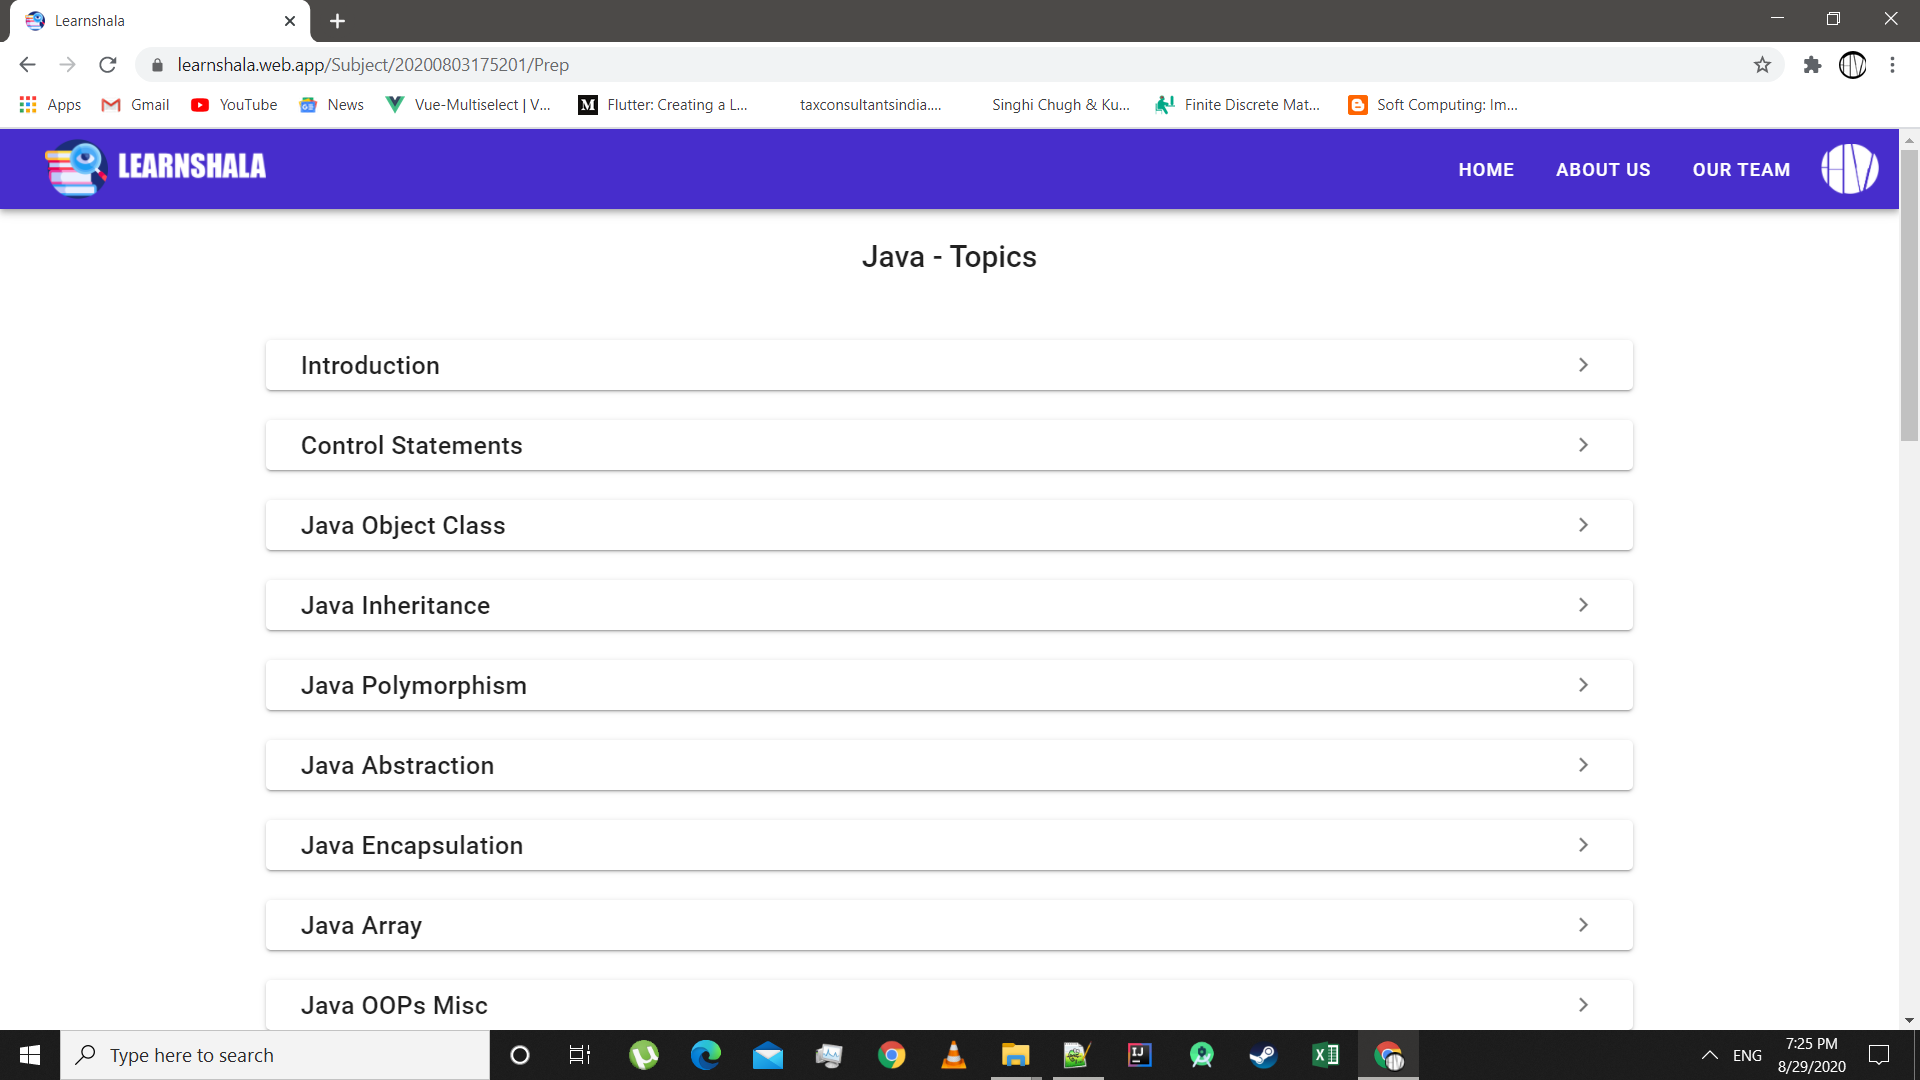 Learnshala
learnshala.web.app/Subject/20200803175201/Prep
Apps Gmail YouTube News Vue-Multiselect | V... Flutter: Creating a L... taxconsultantsindia.... Singhi Chugh & Ku... Finite Discrete Mat... Soft Computing: Im...
LEARNSHALA HOME ABOUT US OUR TEAM
Java - Topics
Introduction
Control Statements
Java Object Class
Java Inheritance
Java Polymorphism
Java Abstraction
Java Encapsulation
Java Array
Java OOPs Misc
Type here to search
ENG
7:25 PM
8/29/2020